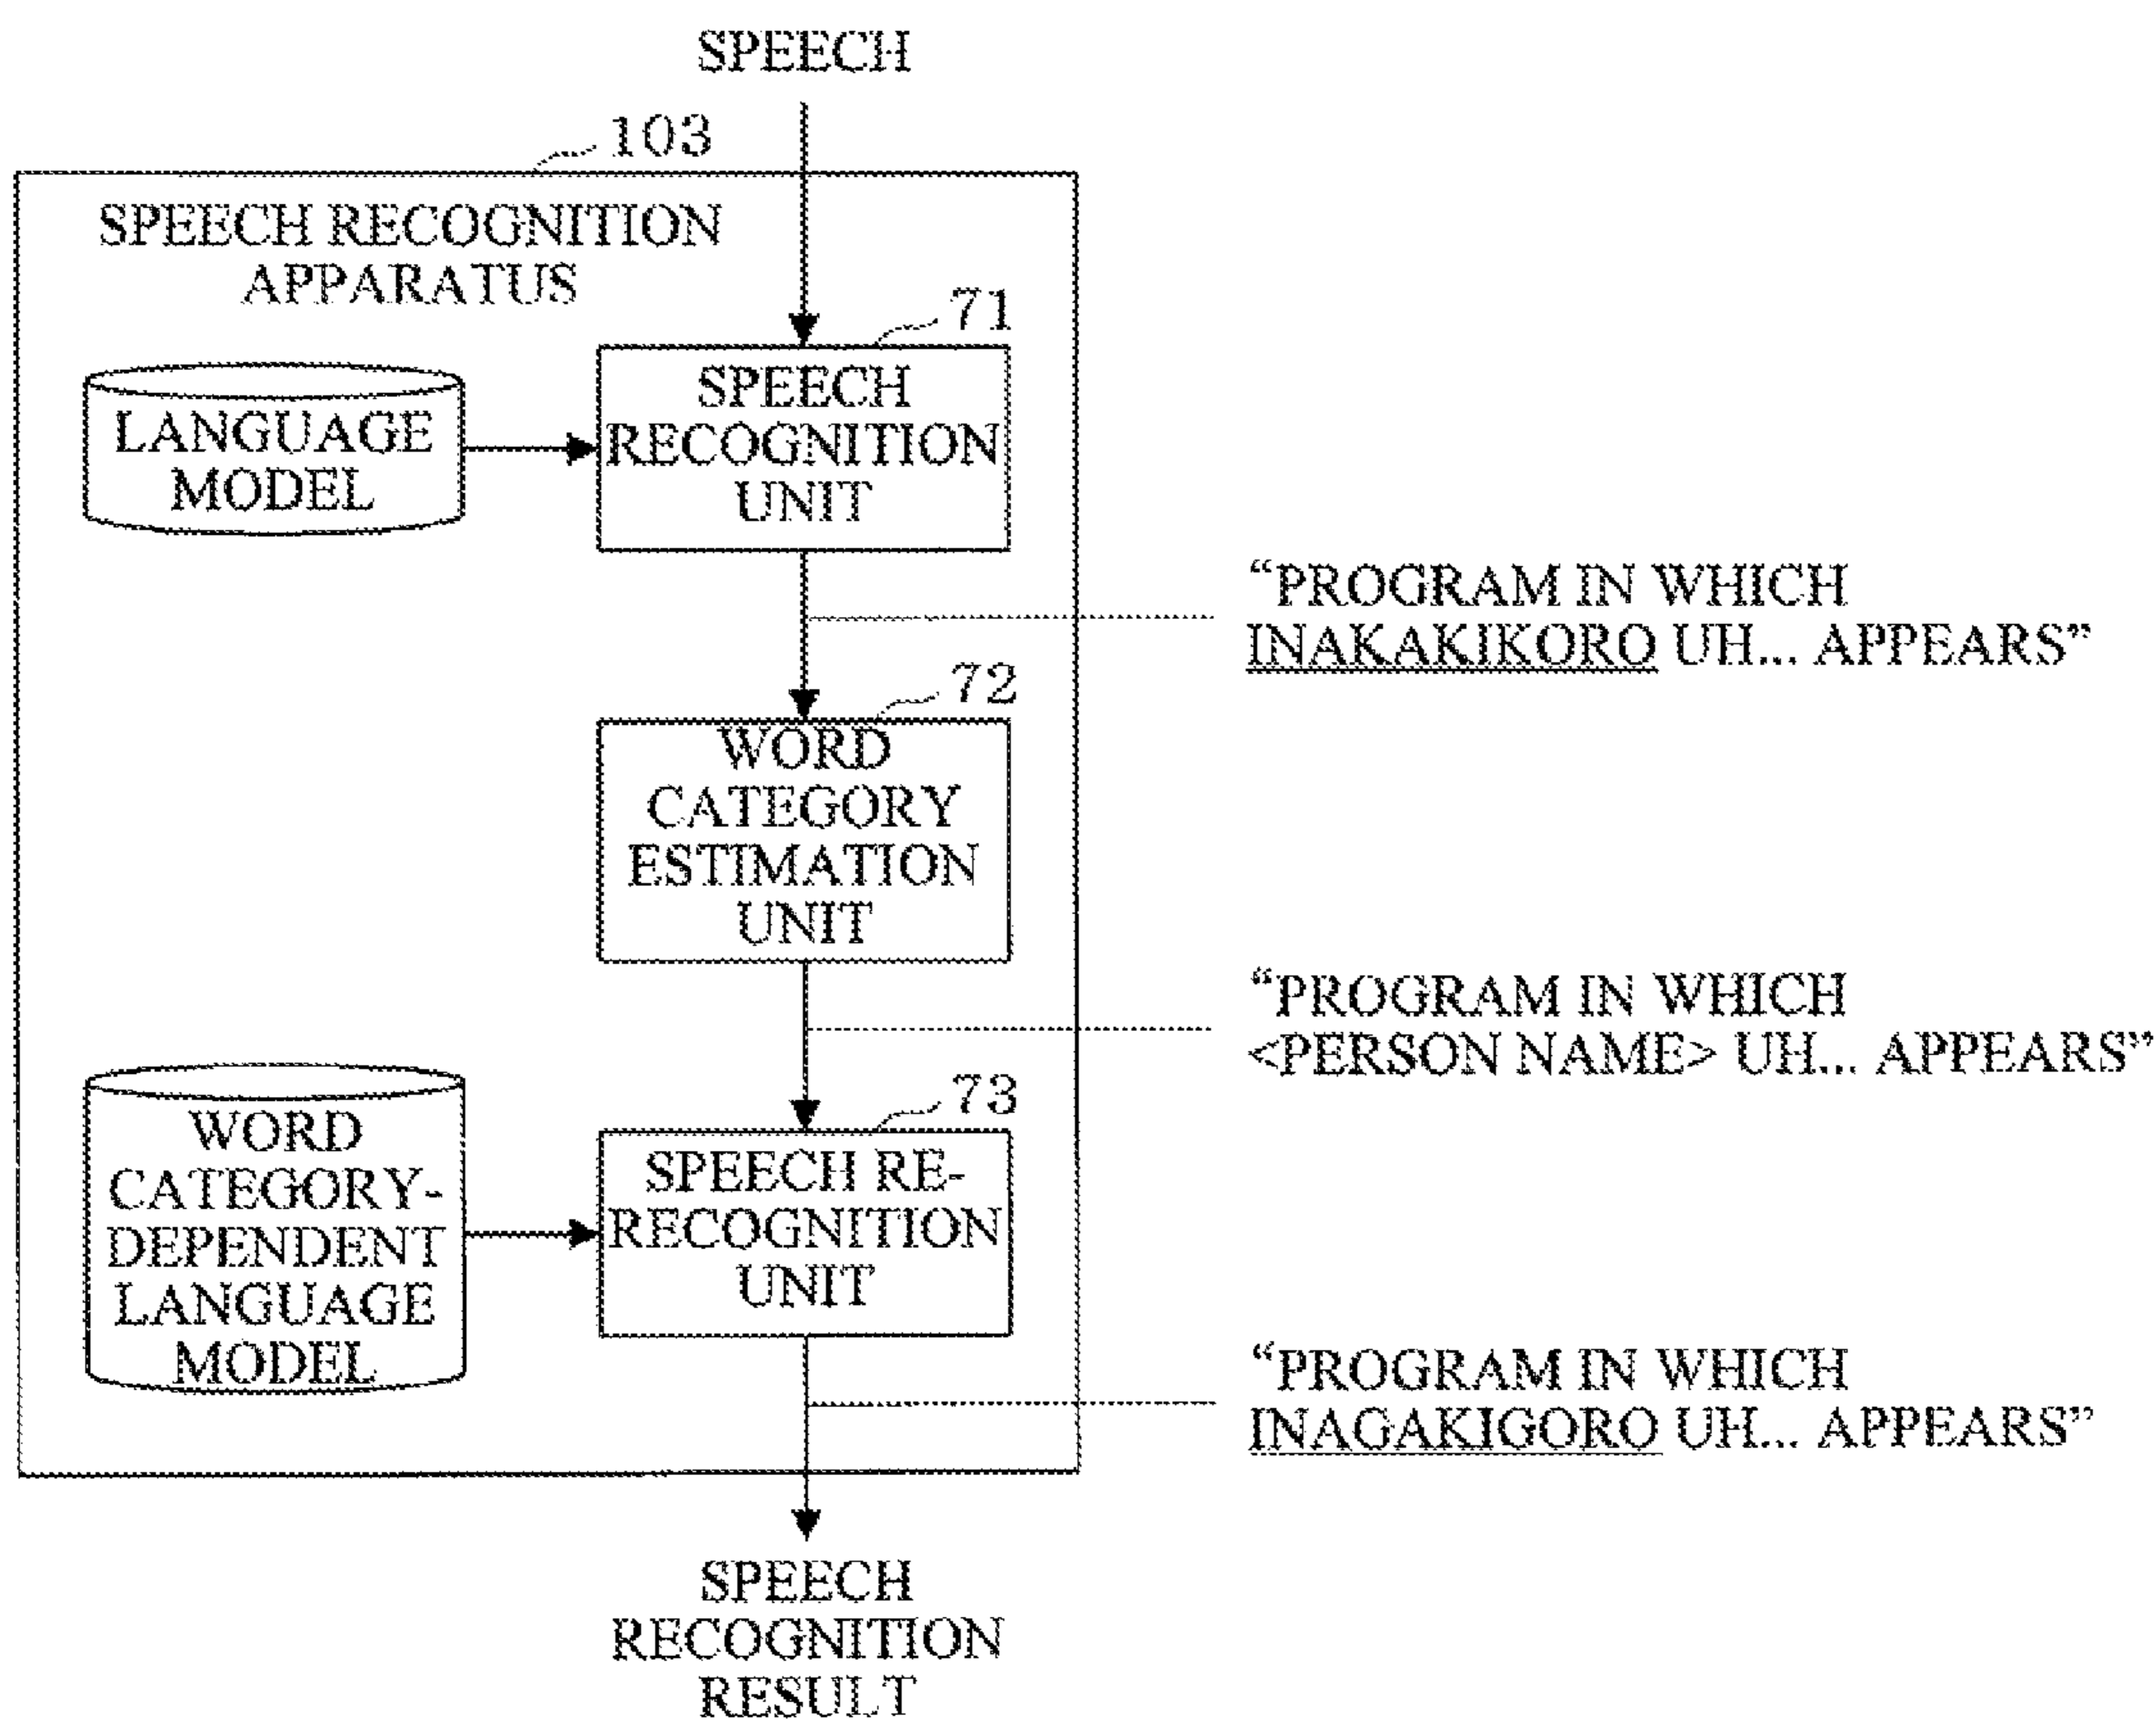 SPEECH
103
SPEECH RECOGNITION
APPARATUS
71
LANGUAGE
MODEL
SPEECH
RECOGNITION
UNIT
“PROGRAM IN WHICH
INAKAKIKORO UH... APPEARS”
72
WORD
CATEGORY
ESTIMATION
UNIT
“PROGRAM IN WHICH
<PERSON NAME> UH... APPEARS”
73
WORD
CATEGORY-
DEPENDENT
LANGUAGE
MODEL
SPEECH RE-
RECOGNITION
UNIT
“PROGRAM IN WHICH
INAGAKIGORO UH... APPEARS”
SPEECH
RECOGNITION
RESULT